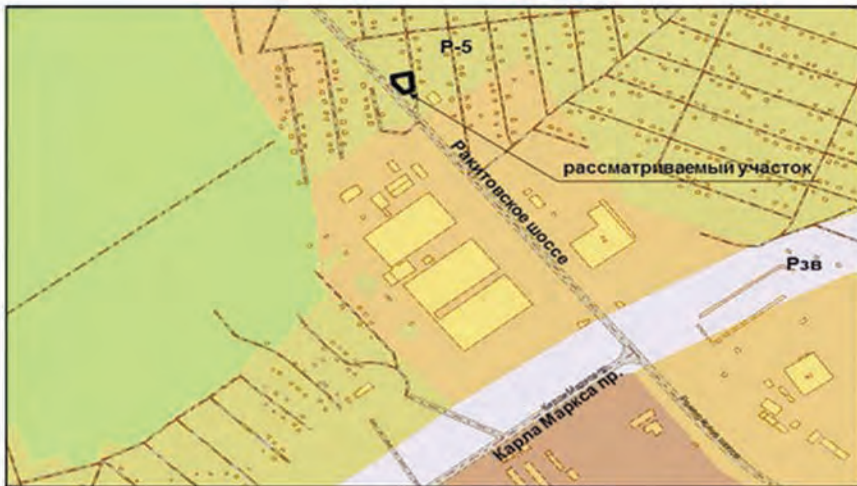 Р-5
рассматриваемый участок
Ракитовское шоссе
Рзв
Карла Маркса пр.